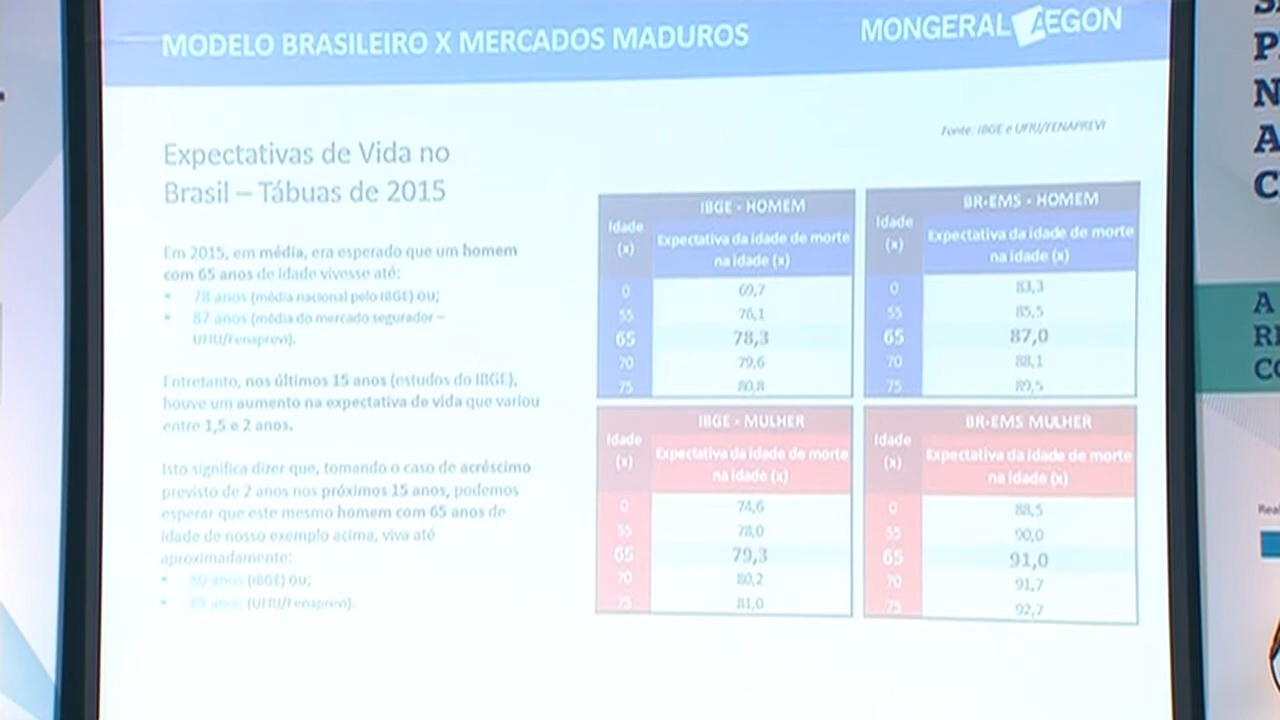 MODELO BRASILEIRO X MERCADOS MADUROS
MONGERAL AEGON
Fonte: IBGE e UFRJ/FENAPREVI
Expectativas de Vida no
Brasil – Tábuas de 2015
Em 2015, em média, era esperado que um homem
com 65 anos de idade vivesse até:
• 78 anos (média nacional pelo IBGE) ou;
• 87 anos (média do mercado segurador –
UFRJ/Fenaprevi).
Entretanto, nos últimos 15 anos (estudos do IBGE),
houve um aumento na expectativa de vida que variou
entre 1,5 e 2 anos.
Isto significa dizer que, tomando o caso de acréscimo
previsto de 2 anos nos próximos 15 anos, podemos
esperar que este mesmo homem com 65 anos de
idade de nosso exemplo acima, viva até
aproximadamente:
• 80 anos (IBGE) ou;
• 89 anos (UFRJ/Fenaprevi).
IBGE - HOMEM
Idade
(x)
Expectativa da idade de morte
na idade (x)
0 69,7
55 76,1
65 78,3
70 79,6
75 80,8
BR-EMS - HOMEM
Idade
(x)
Expectativa da idade de morte
na idade (x)
0 83,3
55 85,5
65 87,0
70 88,1
75 89,5
IBGE - MULHER
Idade
(x)
Expectativa da idade de morte
na idade (x)
0 74,6
55 78,0
65 79,3
70 80,2
75 81,0
BR-EMS MULHER
Idade
(x)
Expectativa da idade de morte
na idade (x)
0 88,5
55 90,0
65 91,0
70 91,7
75 92,7
P
N
A
C
A
R
CO
Rea